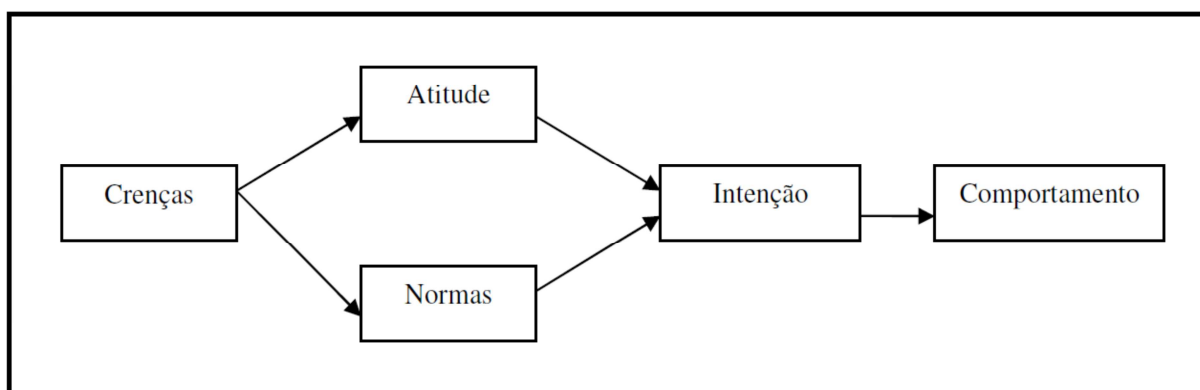 Atitude
Crenças
Intenção
Comportamento
Normas